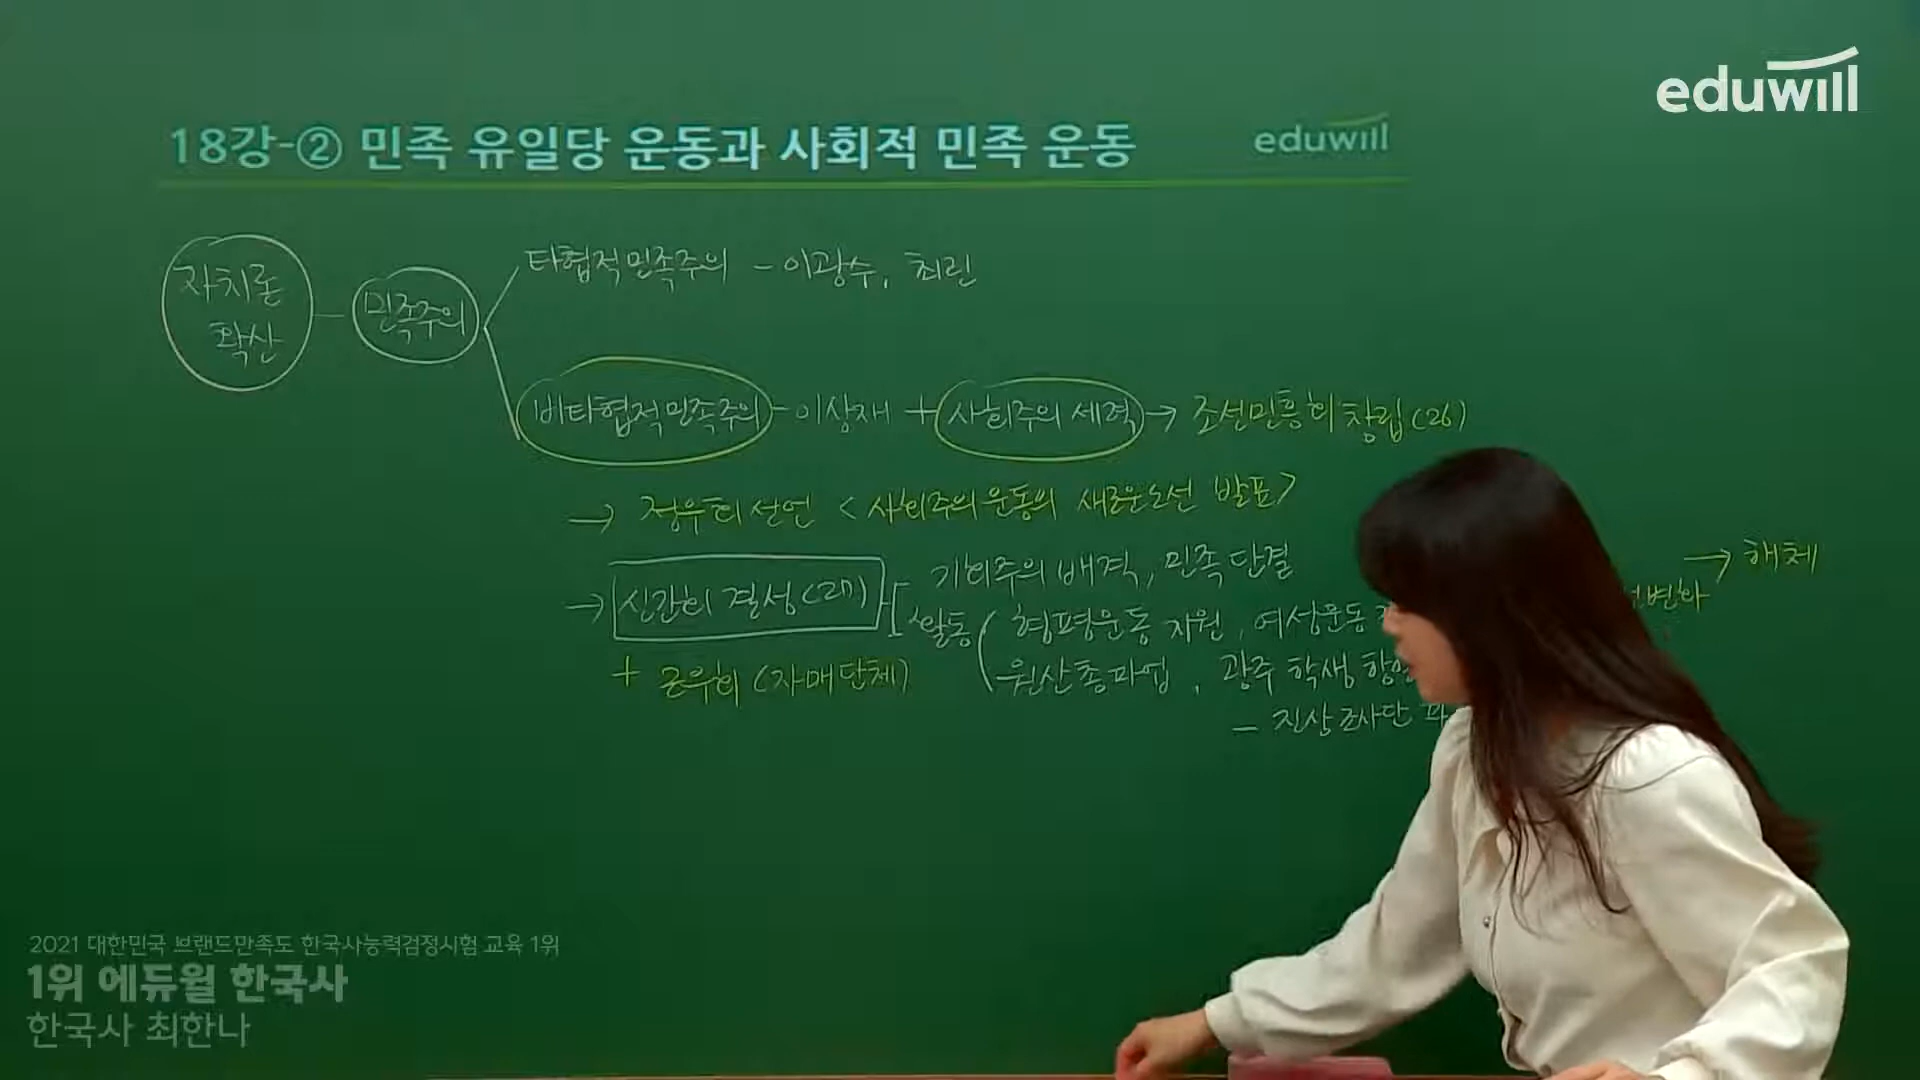 eduwill
18강-② 민족 유일당 운동과 사회적 민족 운동
eduwill
자치론
확산
민족주의
타협적민족주의 - 이광수, 최린
비타협적민족주의 - 이상재 + 사회주의 세력 → 조선민흥회 창립(26)
→ 정우회 선언 <사회주의운동의 새로운노선 발표>
→ 신간회 결성(27)
기회주의 배격, 민족 단결
활동 ( 형평운동 지원, 여성운동
원산총파업, 광주 학생 항
- 진상조사단
변화
→ 해체
+ 근우회 (자매단체)
2021 대한민국 브랜드만족도 한국사능력검정시험 교육 1위
1위 에듀윌 한국사
한국사 최한나